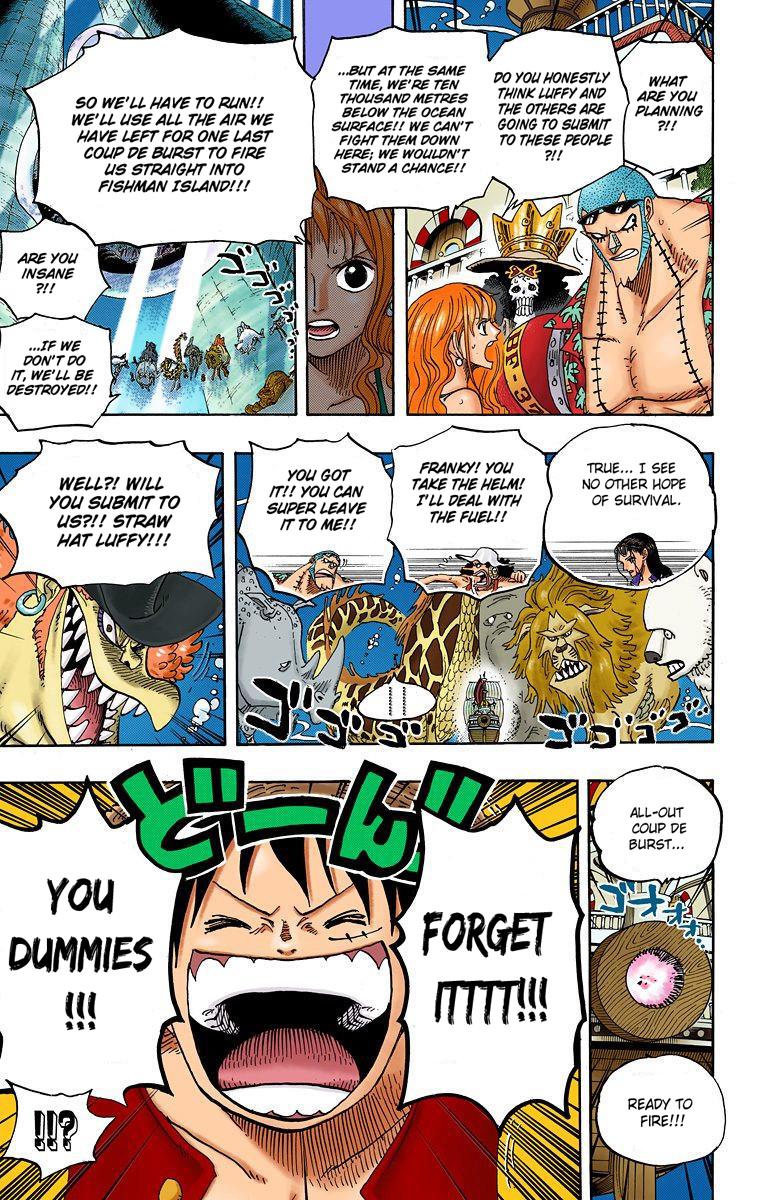 WHAT
ARE YOU
PLANNING
?!!
DO YOU HONESTLY
THINK LUFFY AND
THE OTHERS ARE
GOING TO SUBMIT
TO THESE PEOPLE
?!!
...BUT AT THE SAME
TIME, WE'RE TEN
THOUSAND METRES
BELOW THE OCEAN
SURFACE!! WE CAN'T
FIGHT THEM DOWN
HERE; WE WOULDN'T
STAND A CHANCE!!
BF-37
SO WE'LL HAVE TO RUN!!
WE'LL USE ALL THE AIR WE
HAVE LEFT FOR ONE LAST
COUP DE BURST TO FIRE
US STRAIGHT INTO
FISHMAN ISLAND!!!
ゴゴゴゴ
ARE YOU
INSANE
?!!
...IF WE
DON'T DO
IT, WE'LL BE
DESTROYED!!
TRUE... I SEE
NO OTHER HOPE
OF SURVIVAL.
FRANKY! YOU
TAKE THE HELM!
I'LL DEAL WITH
THE FUEL!!
YOU GOT
IT!! YOU CAN
SUPER LEAVE
IT TO ME!!
ゴゴゴゴ
ゴゴゴゴ
WELL?! WILL
YOU SUBMIT TO
US?!! STRAW
HAT LUFFY!!!
ALL-OUT
COUP DE
BURST...
ゴオオオ
READY TO
FIRE!!!
どーん
FORGET
ITTTT!!!
YOU
DUMMIES
!!!
!!?